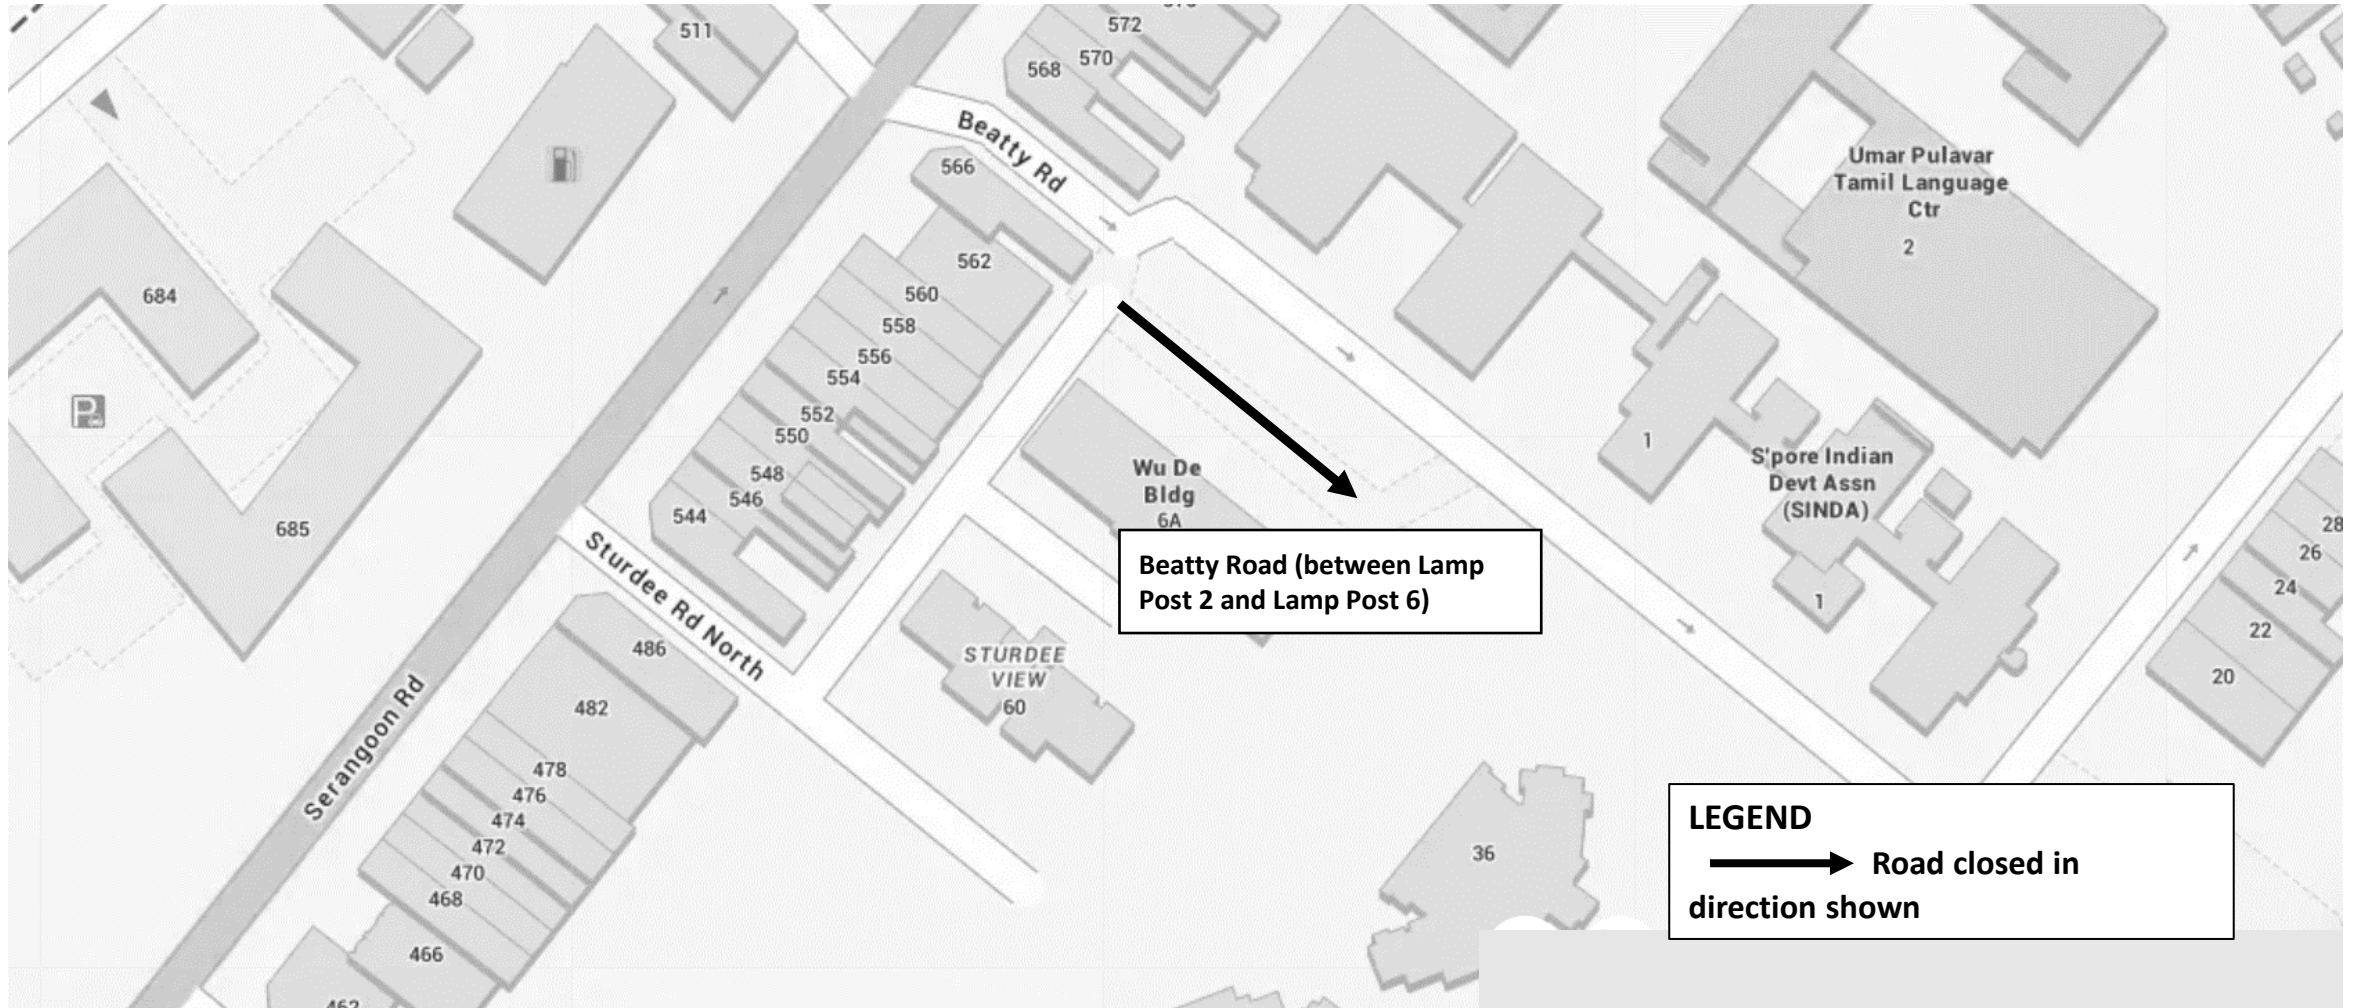 511
572
570
568
Beatty Rd
566
Umar Pulavar
Tamil Language
Ctr
2
562
560
558
556
554
552
550
548
546
544
684
685
P
Wu De
Bldg
6A
1
S'pore Indian
Devt Assn
(SINDA)
1
28
26
24
22
20
Beatty Road (between Lamp
Post 2 and Lamp Post 6)
Sturdee Rd North
STURDEE
VIEW
60
486
482
478
476
474
472
470
468
466
Serangoon Rd
36
LEGEND
Road closed in
direction shown